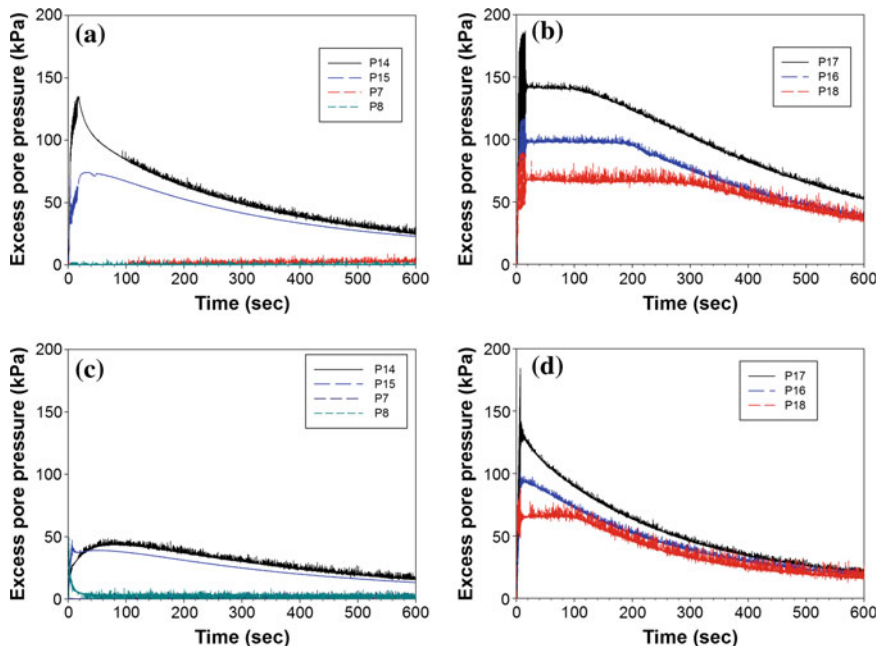 (a)
Excess pore pressure (kPa)
200
150
100
50
0
P14
P15
P7
P8
0 100 200 300 400 500 600
Time (sec)
(b)
Excess pore pressure (kPa)
200
150
100
50
0
P17
P16
P18
0 100 200 300 400 500 600
Time (sec)
(c)
Excess pore pressure (kPa)
200
150
100
50
0
P14
P15
P7
P8
0 100 200 300 400 500 600
Time (sec)
(d)
Excess pore pressure (kPa)
200
150
100
50
0
P17
P16
P18
0 100 200 300 400 500 600
Time (sec)